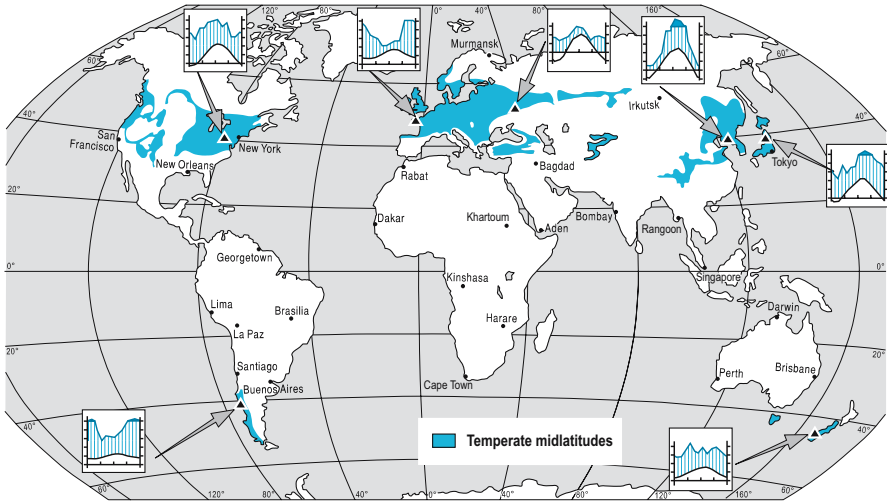 160°
80°
40°
0°
40°
80°
160°
60°
60°
Murmansk
Irkutsk
40°
40°
San
Francisco
New York
Tokyo
New Orleans
Bagdad
Rabat
20°
20°
Dakar
Khartoum
Aden
Bombay
Rangoon
Georgetown
0°
0°
Kinshasa
Singapore
Lima
Brasilia
Harare
Darwin
La Paz
20°
20°
Santiago
Perth
Brisbane
Buenos Aires
Cape Town
40°
40°
Temperate midlatitudes
60°
120°
80°
40°
0°
40°
80°
120°
160°